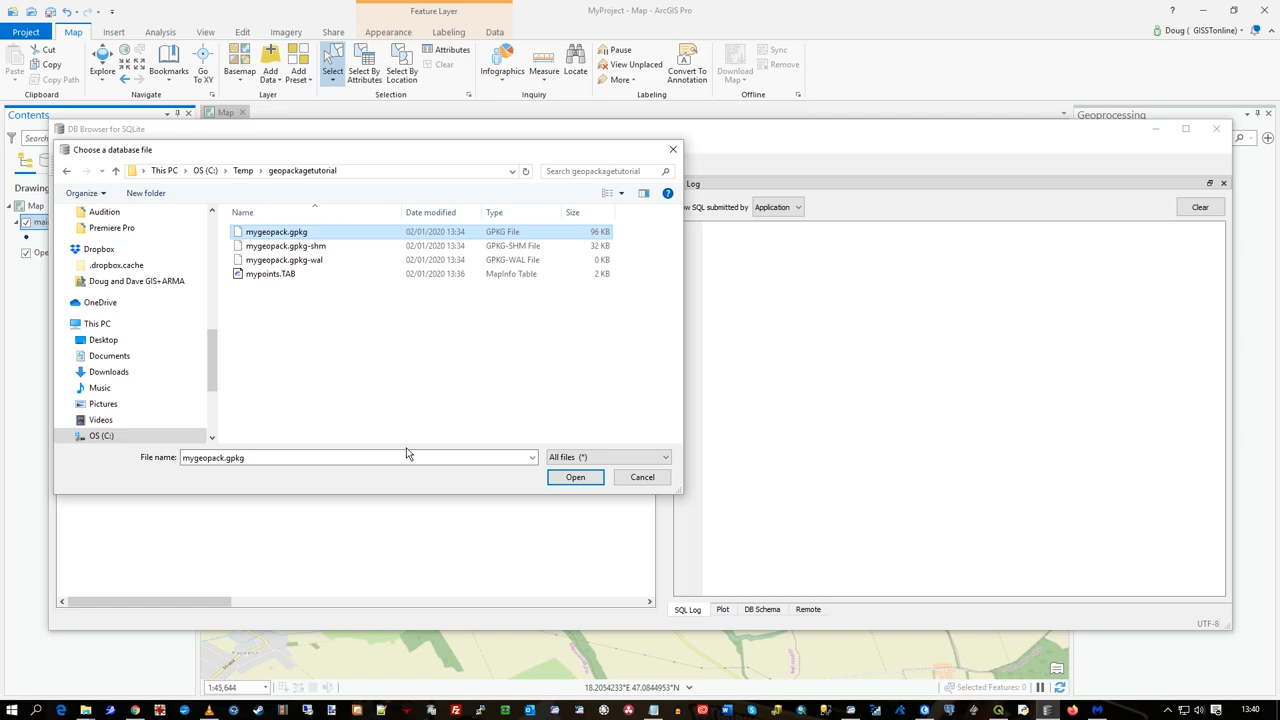 Feature Layer
MyProject - Map - ArcGIS Pro
Project
Map
Insert
Analysis
View
Edit
Imagery
Share
Appearance
Labeling
Data
Doug ( GISSTonline)
Paste
Cut
Copy
Copy Path
Clipboard
Explore
Bookmarks
Go To XY
Navigate
Basemap
Add Data
Add Preset
Layer
Select
Select By Attributes
Select By Location
Attributes
Clear
Selection
Infographics
Measure
Locate
Inquiry
Pause
View Unplaced
More
Convert To Annotation
Labeling
Download Map
Sync
Remove
Offline
Contents
Map
Geoprocessing
Search
Drawing
Map
Ope
DB Browser for SQLite
Choose a database file
This PC
OS (C:)
Temp
geopackagetutorial
Search geopackagetutorial
Organize
New folder
Audition
Premiere Pro
Dropbox
.dropbox.cache
Doug and Dave GIS+ARMA
OneDrive
This PC
Desktop
Documents
Downloads
Music
Pictures
Videos
OS (C:)
Name Date modified Type Size
mygeopack.gpkg 02/01/2020 13:34 GPKG File 96 KB
mygeopack.gpkg-shm 02/01/2020 13:34 GPKG-SHM File 32 KB
mygeopack.gpkg-wal 02/01/2020 13:34 GPKG-WAL File 0 KB
mypoints.TAB 02/01/2020 13:36 MapInfo Table 2 KB
File name: mygeopack.gpkg
All files (*)
Open
Cancel
Log
w SQL submitted by Application
Clear
SQL Log
Plot
DB Schema
Remote
UTF-8
1:45,644
18.2054233°E 47.0844953°N
Selected Features: 0
13:40